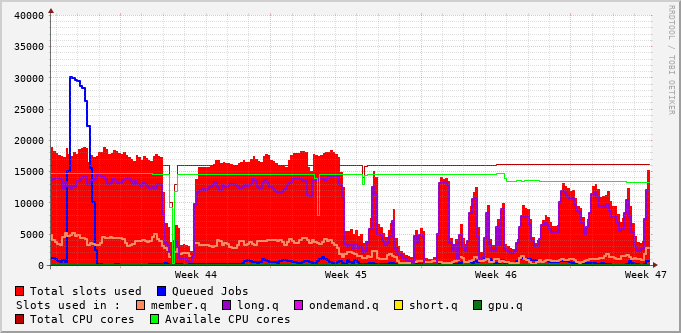 40000
35000
30000
25000
20000
15000
10000
5000
0
Week 44 Week 45 Week 46 Week 47
Total slots used Queued Jobs
Slots used in : member.q long.q ondemand.q short.q gpu.q
Total CPU cores Availale CPU cores
RRDTOOL / TOBI OETIKER